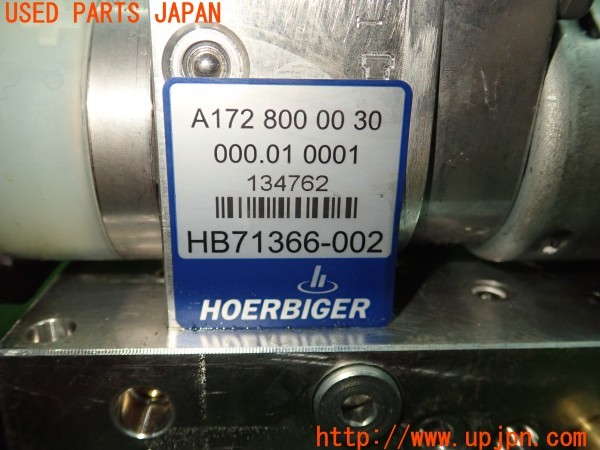 USED PARTS JAPAN
A172 800 00 30
000.01 0001
134762
HB71366-002
HOERBIGER
http://www.upjpn.com